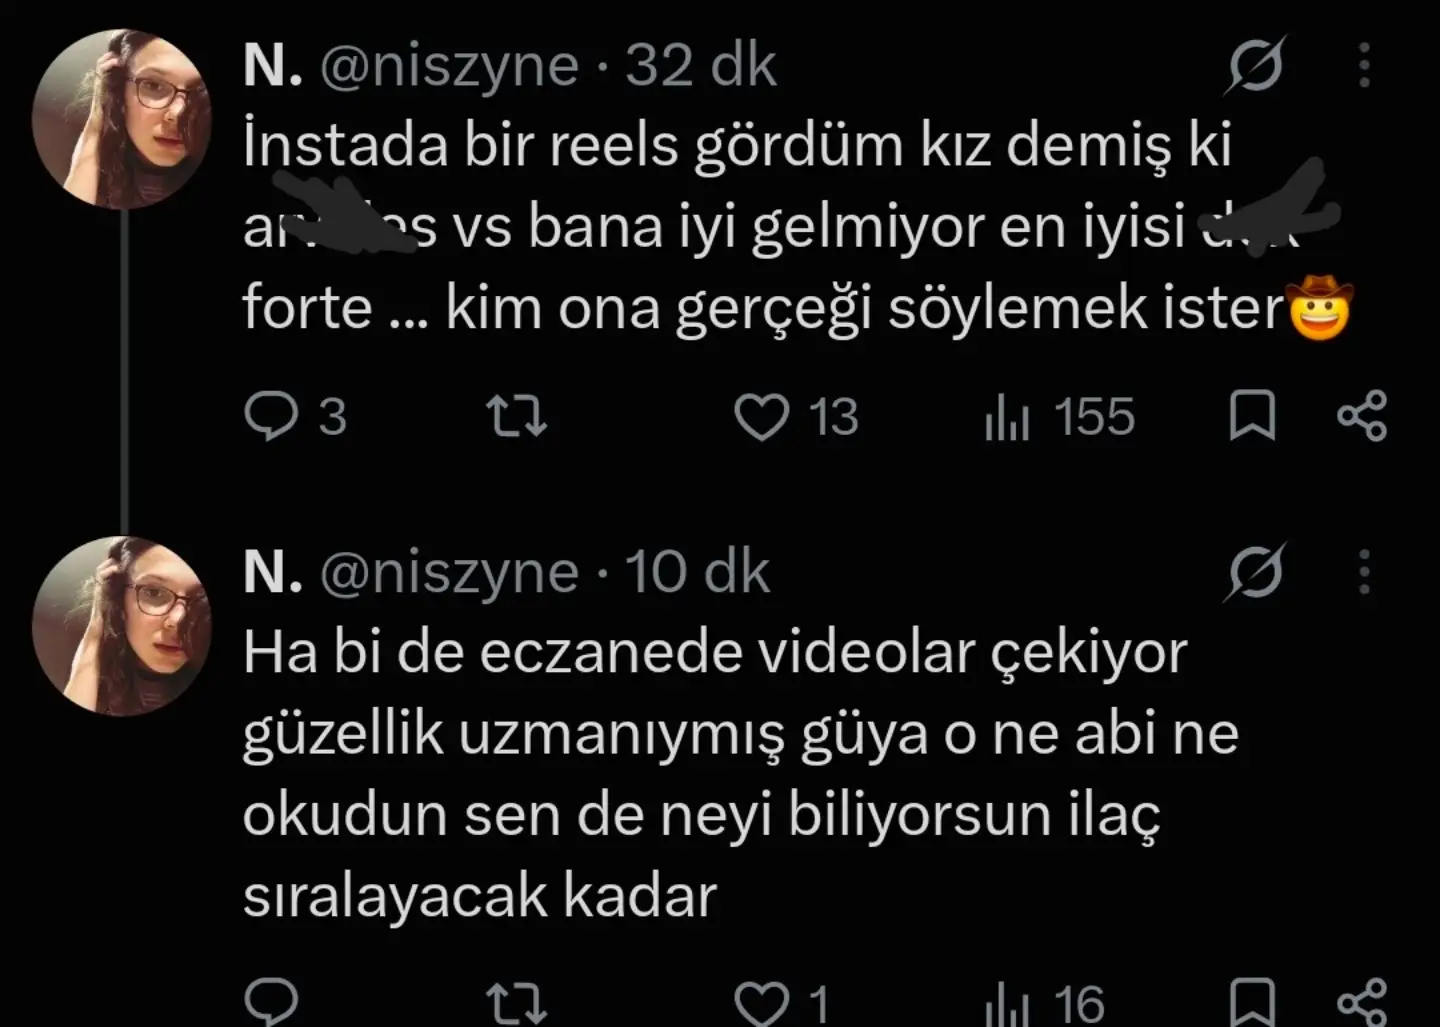 N. @niszyne · 32 dk
İnstada bir reels gördüm kız demiş ki
vs bana iyi gelmiyor en iyisi
forte ... kim ona gerçeği söylemek ister🤠
3 13 155
N. @niszyne · 10 dk
Ha bi de eczanede videolar çekiyor
güzellik uzmanıymış güya o ne abi ne
okudun sen de neyi biliyorsun ilaç
sıralayacak kadar
1 16